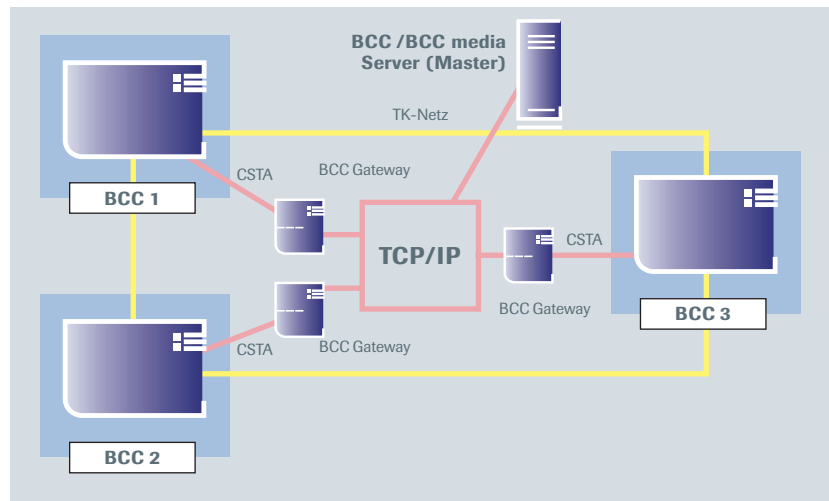 BCC /BCC media
Server (Master)
TK-Netz
CSTA
BCC Gateway
BCC 1
TCP/IP
CSTA
BCC Gateway
BCC 3
CSTA
BCC Gateway
BCC 2